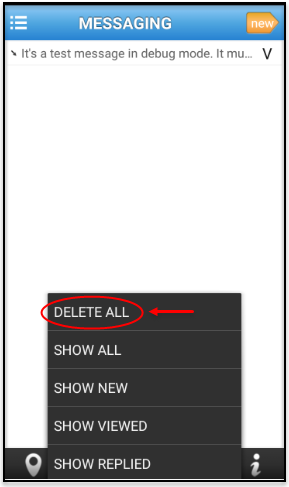 MESSAGING
new
It's a test message in debug mode. It mu... V
DELETE ALL
SHOW ALL
SHOW NEW
SHOW VIEWED
SHOW REPLIED
i